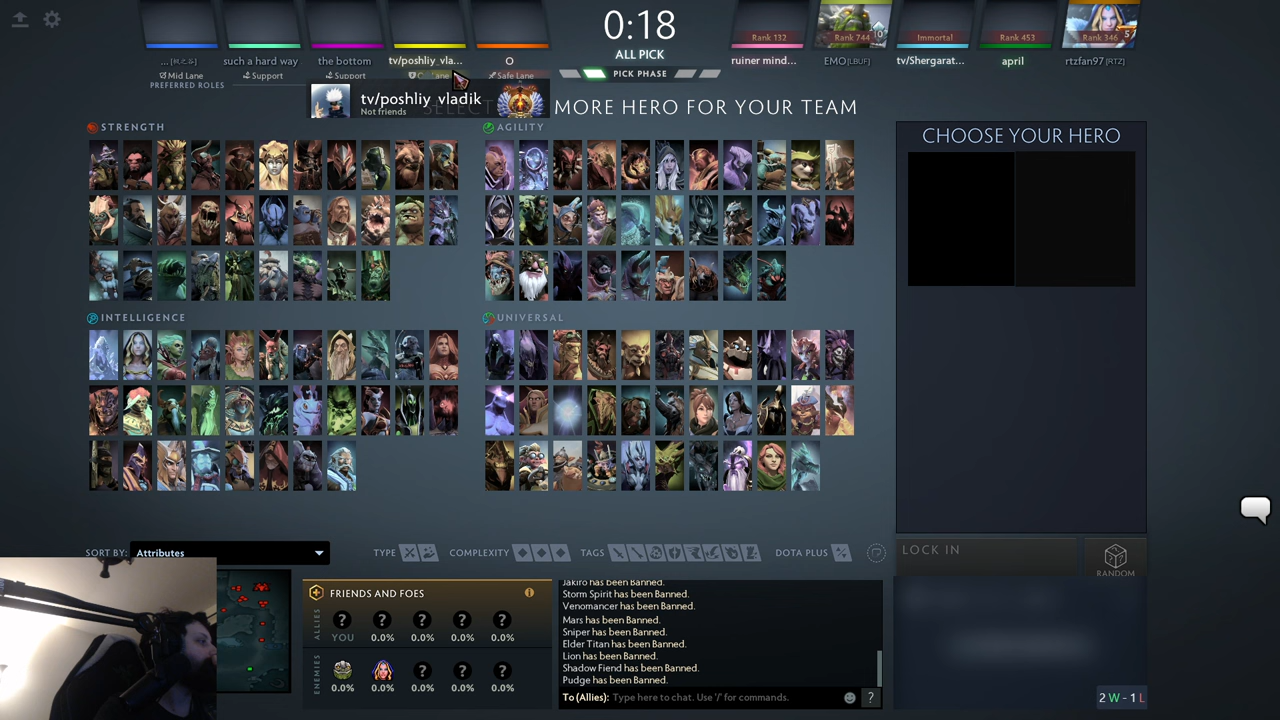 0:18
ALL PICK
PICK PHASE
Rank 132
Rank 744
Immortal
Rank 453
Rank 346
5
such a hard way
the bottom
tv/poshliy_vla...
O
ruiner mind...
EMO[LBUF]
tv/Shergarat...
april
rtzfan97 [RTZ]
Mid Lane
Support
Support
Safe Lane
PREFERRED ROLES
tv/poshliy_vladik
Not friends
MORE HERO FOR YOUR TEAM
STRENGTH
AGILITY
CHOOSE YOUR HERO
INTELLIGENCE
UNIVERSAL
SORT BY:
Attributes
TYPE
COMPLEXITY
TAGS
DOTA PLUS
LOCK IN
RANDOM
FRIENDS AND FOES
ALLIES
? ? ? ? ?
YOU 0.0% 0.0% 0.0% 0.0%
ENEMIES
? ? ?
0.0% 0.0% 0.0% 0.0% 0.0%
Jakiro has been Banned.
Storm Spirit has been Banned.
Venomancer has been Banned.
Mars has been Banned.
Sniper has been Banned.
Elder Titan has been Banned.
Lion has been Banned.
Shadow Fiend has been Banned.
Pudge has been Banned.
To (Allies): Type here to chat. Use '/' for commands.
?
2 W - 1 L